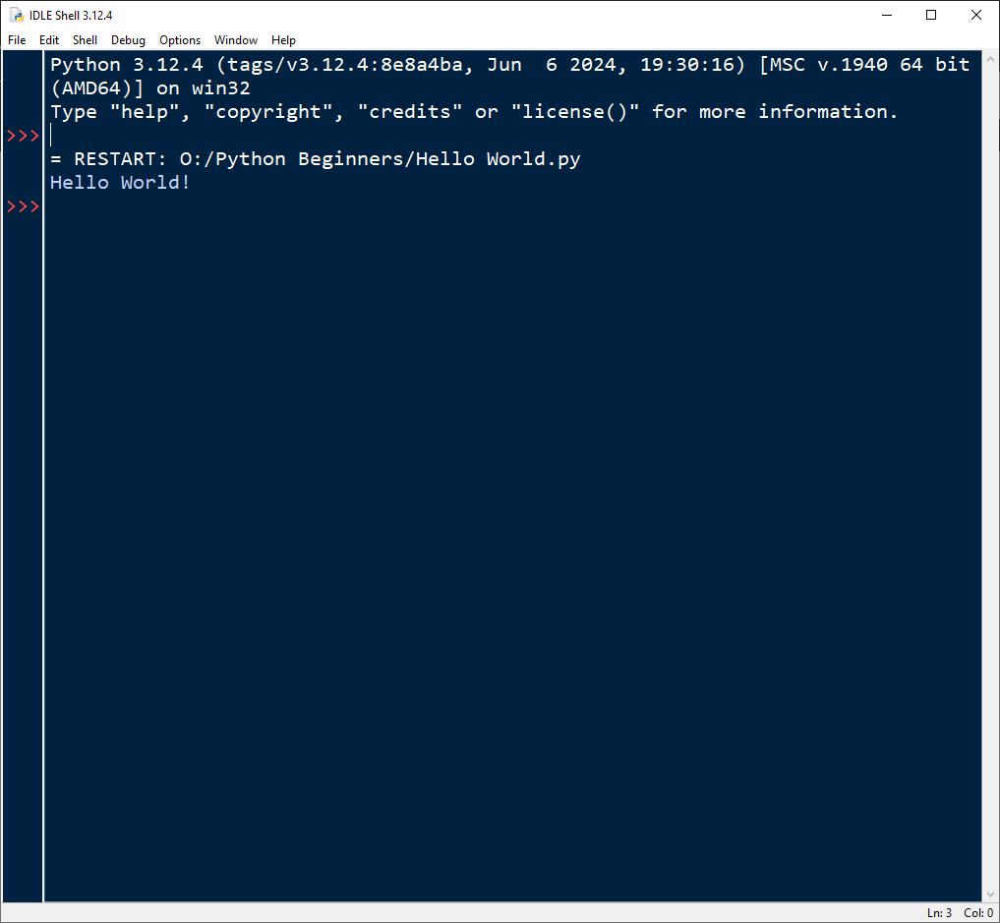 IDLE Shell 3.12.4
File Edit Shell Debug Options Window Help
Python 3.12.4 (tags/v3.12.4:8e8a4ba, Jun  6 2024, 19:30:16) [MSC v.1940 64 bit
(AMD64)] on win32
Type "help", "copyright", "credits" or "license()" for more information.
>>>
= RESTART: O:/Python Beginners/Hello World.py
Hello World!
>>>
Ln: 3 Col: 0